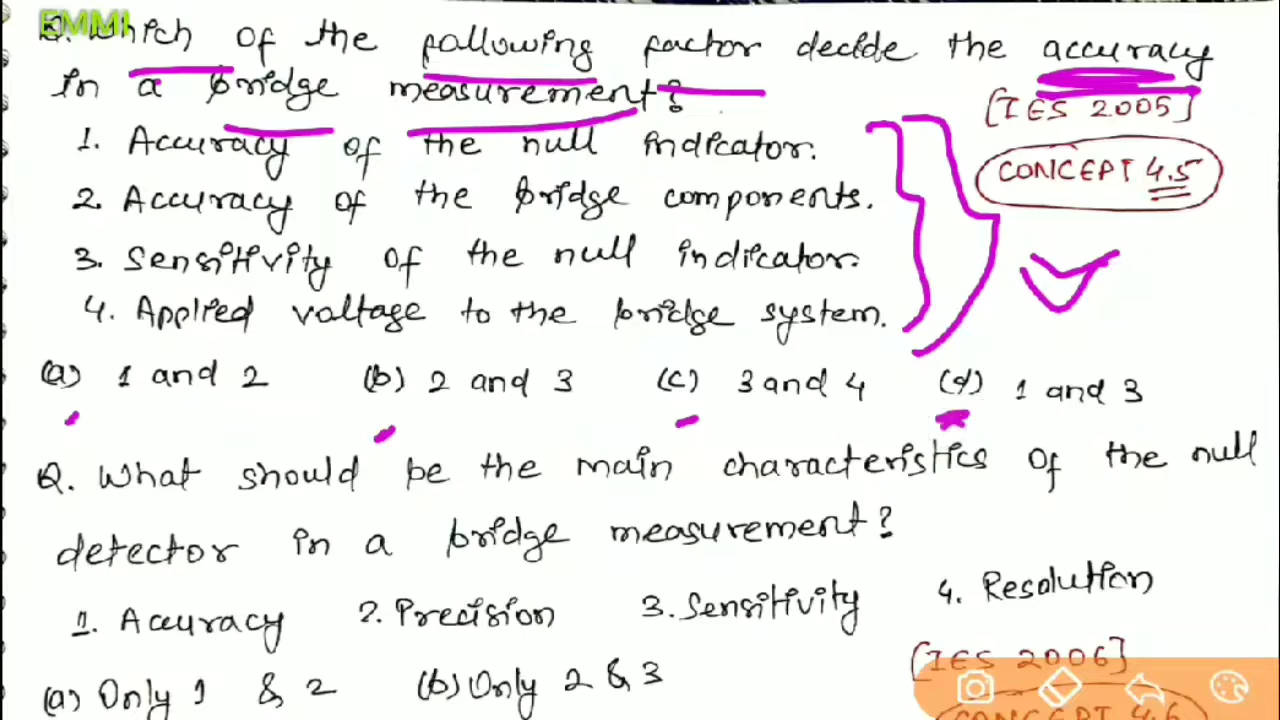 EMMI
Q. Which of the following factor decide the accuracy
in a bridge measurement?
[IES 2005]
1. Accuracy of the null indicator.
CONCEPT 4.5
2. Accuracy of the bridge components.
3. Sensitivity of the null indicator.
4. Applied voltage to the bridge system.
(a) 1 and 2 (b) 2 and 3 (c) 3 and 4 (d) 1 and 3
Q. What should be the main characteristics of the null
detector in a bridge measurement?
1. Accuracy 2. Precision 3. Sensitivity 4. Resolution
[IES 2006]
(a) Only 1 & 2 (b) Only 2 & 3
CONCEPT 4.6